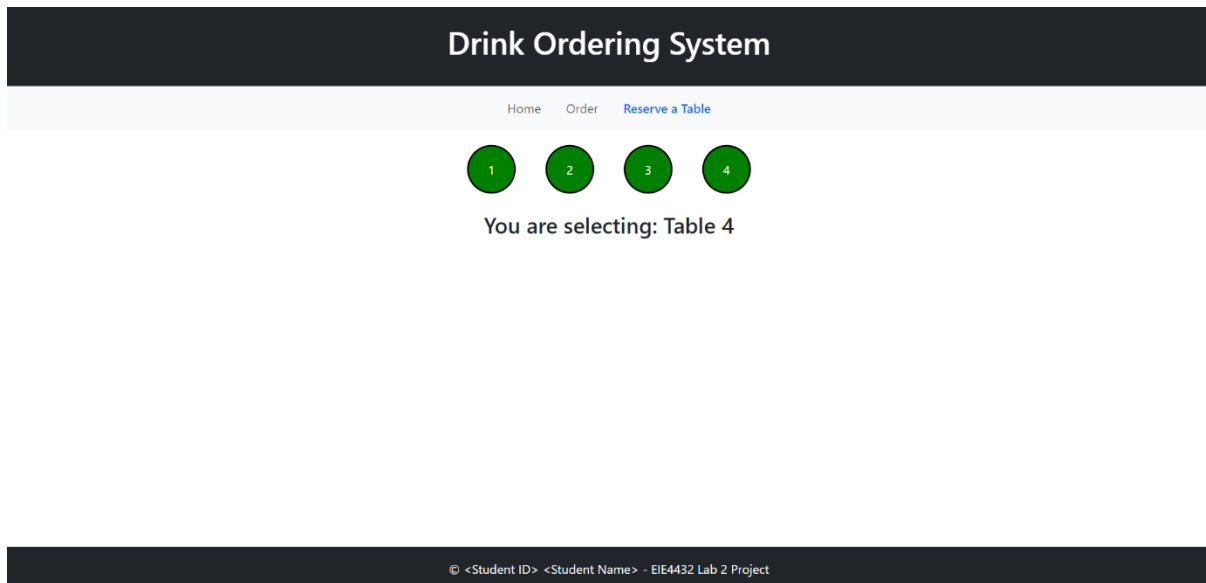 Drink Ordering System
Home Order Reserve a Table
1 2 3 4
You are selecting: Table 4
© <Student ID> <Student Name> - EIE4432 Lab 2 Project